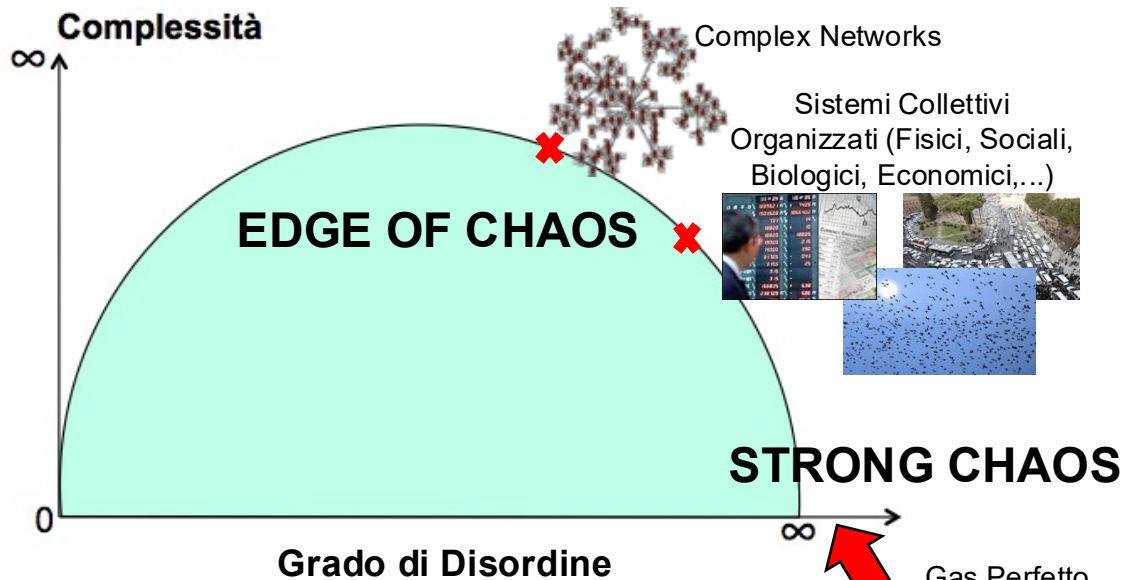 Complessità
∞
Complex Networks
Sistemi Collettivi
Organizzati (Fisici, Sociali,
Biologici, Economici,...)
EDGE OF CHAOS
STRONG CHAOS
0
∞
Grado di Disordine
Gas Perfetto